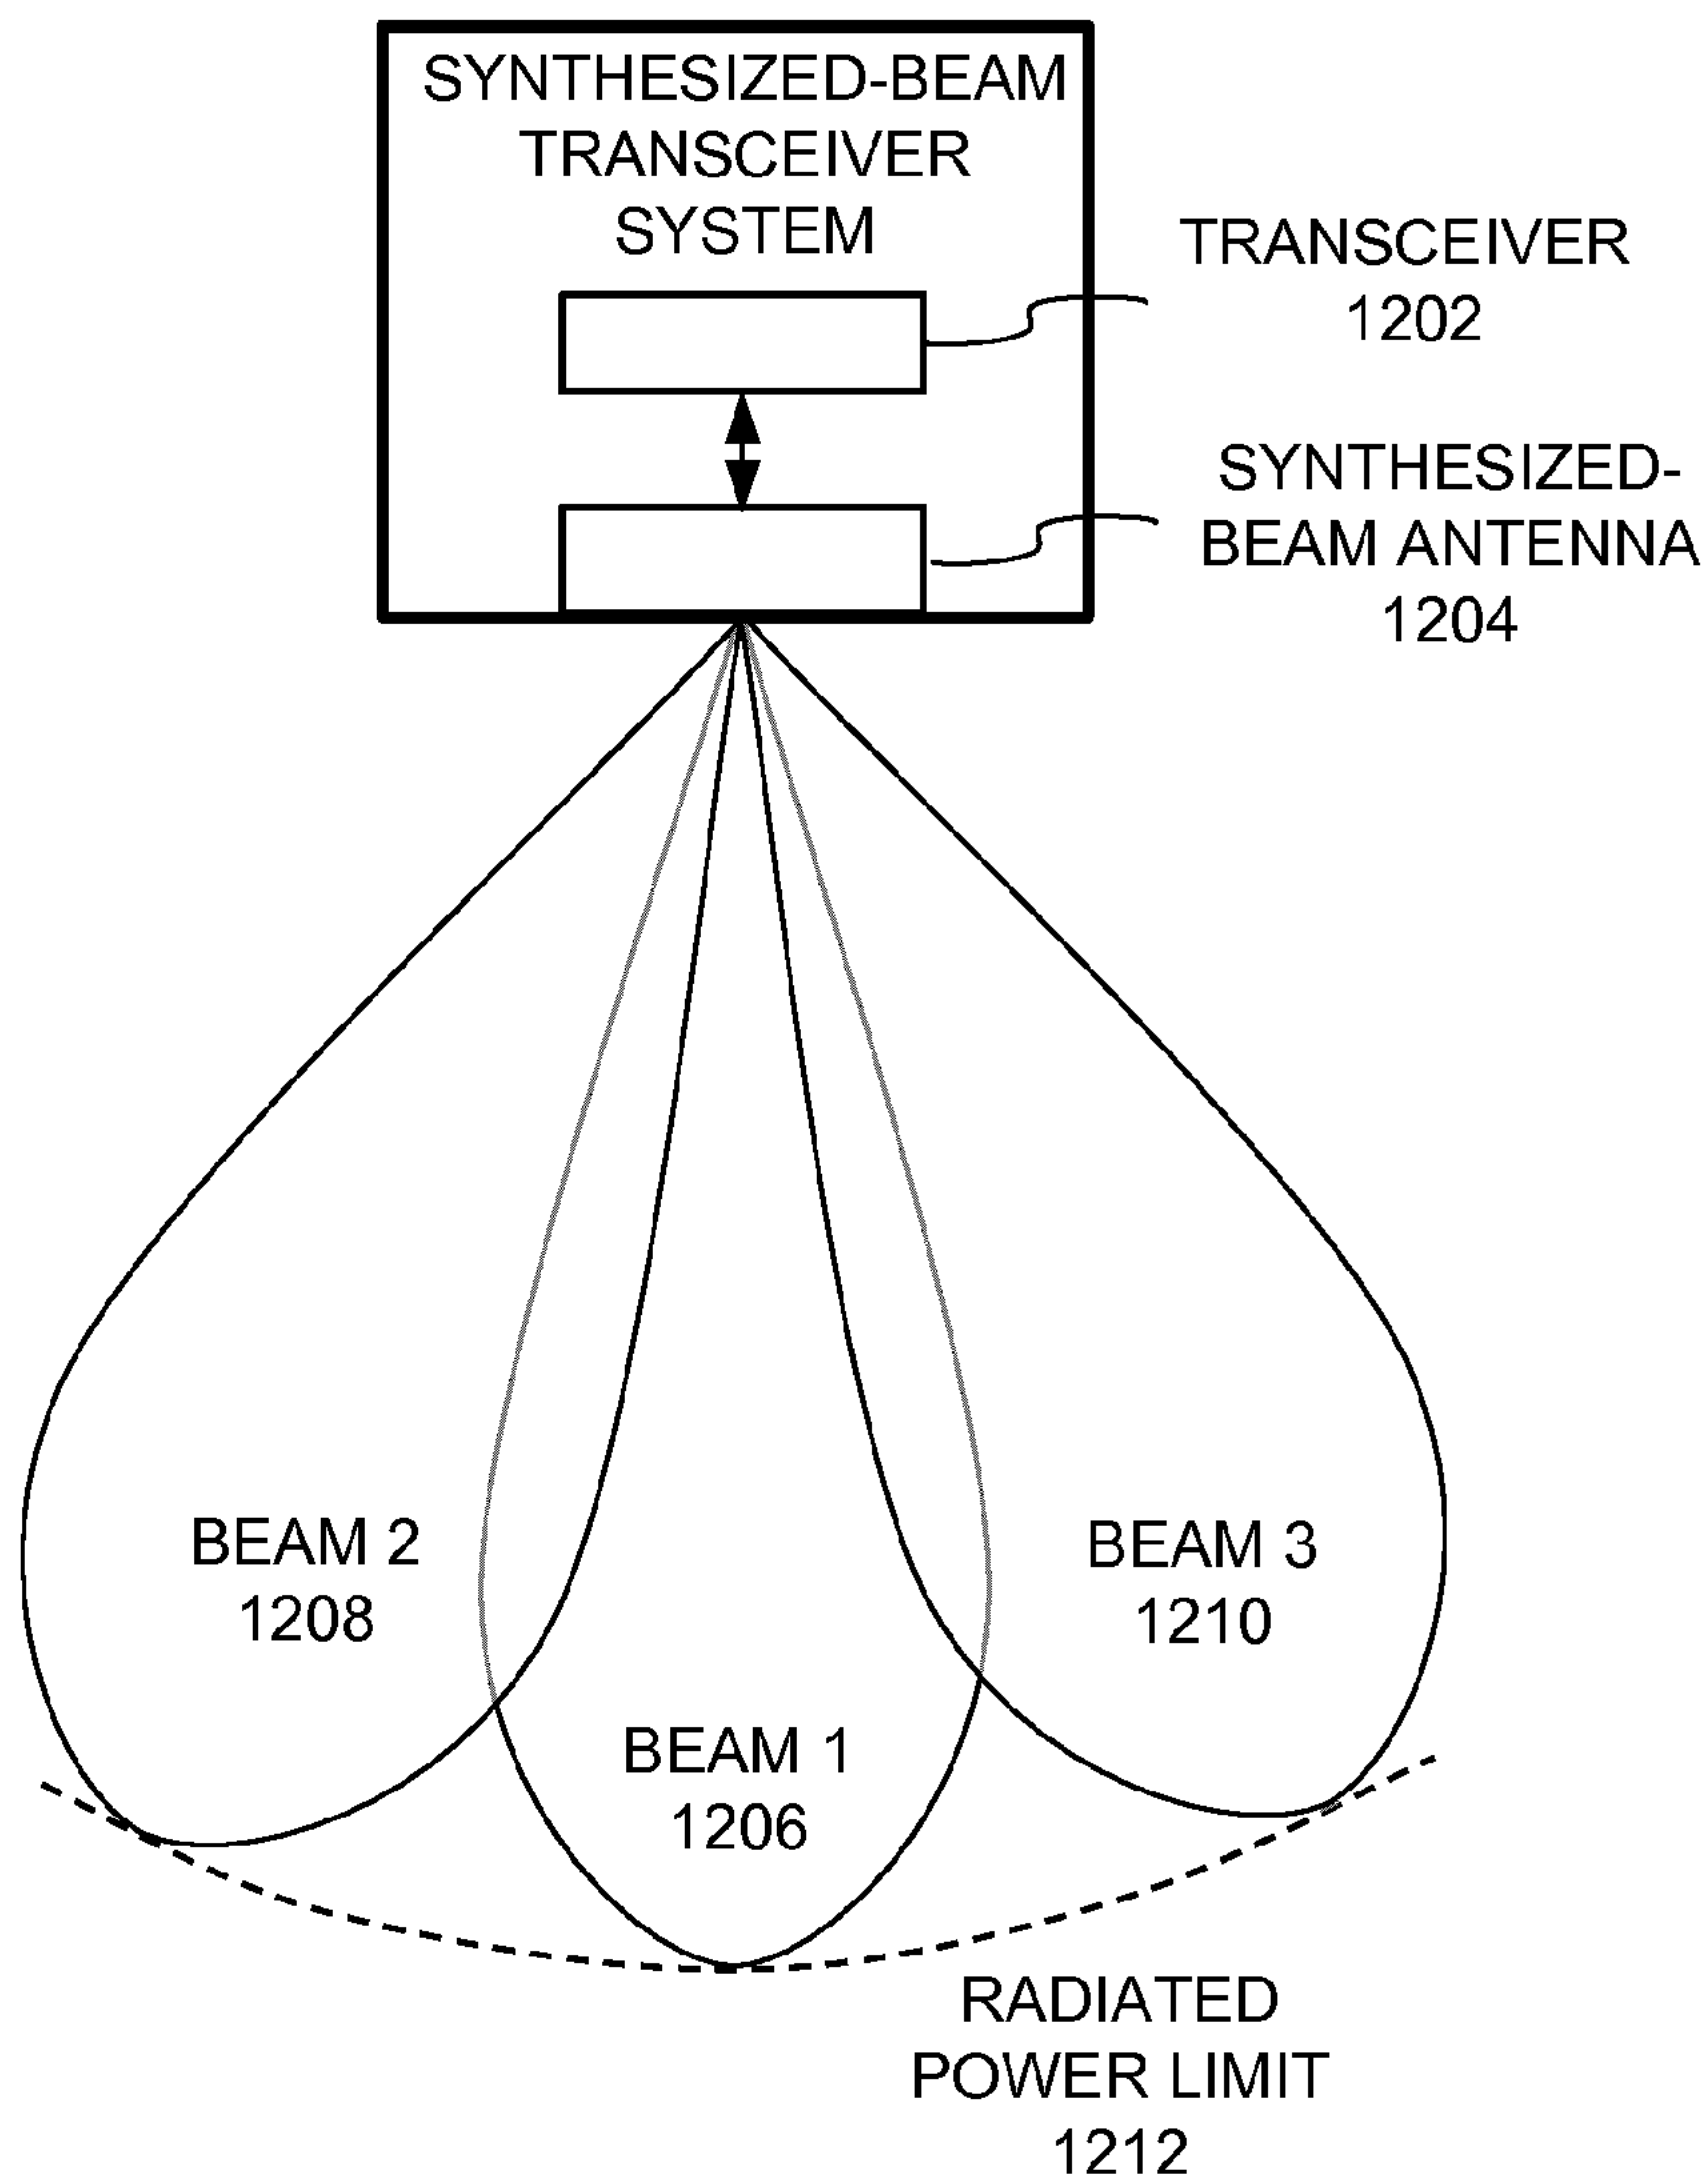 SYNTHESIZED-BEAM
TRANSCEIVER
SYSTEM
TRANSCEIVER
1202
SYNTHESIZED-
BEAM ANTENNA
1204
BEAM 2
1208
BEAM 3
1210
BEAM 1
1206
RADIATED
POWER LIMIT
1212